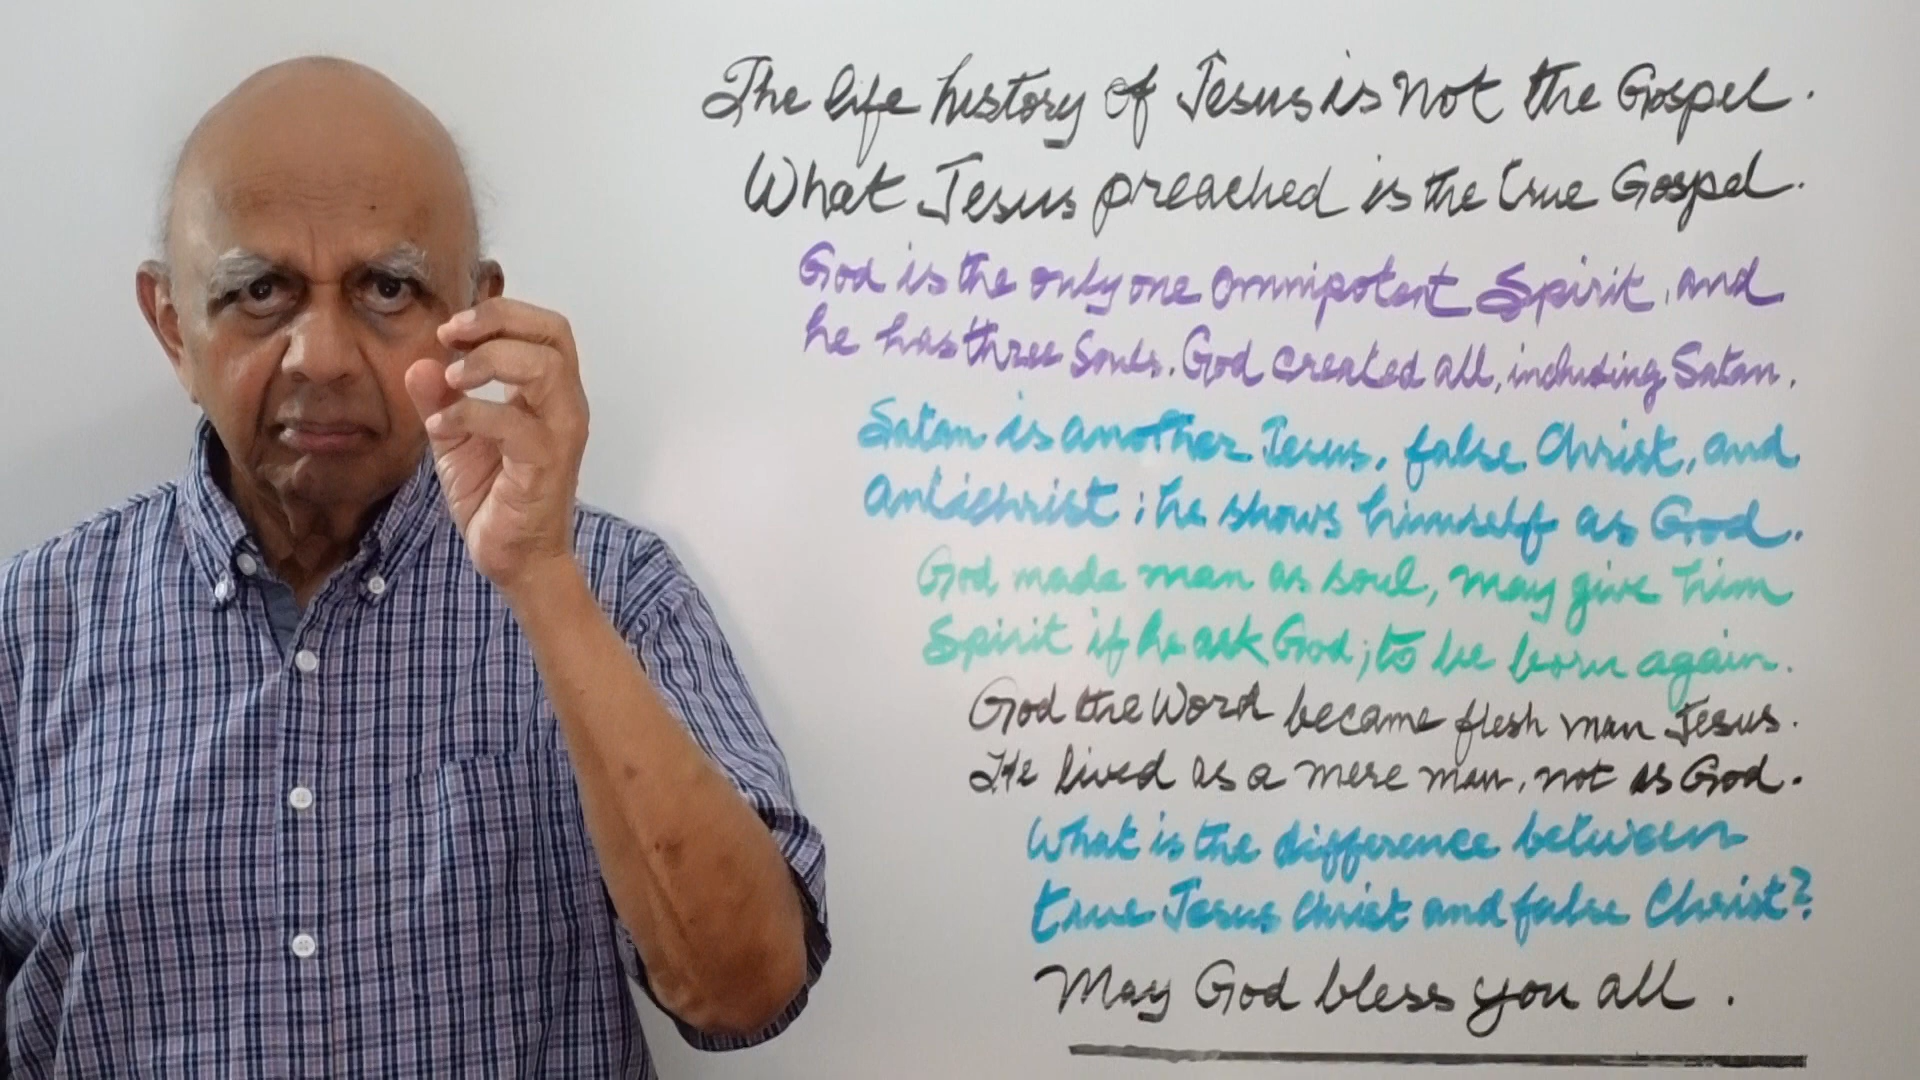 The life history of Jesus is not the Gospel.
What Jesus preached is the true Gospel.
God is the only one omnipotent Spirit, and
he has three souls. God created all, including Satan.
Satan is another Jesus, false Christ, and
Antichrist; he shows himself as God.
God made man as soul, may give him
Spirit if he ask God; to be born again.
God the Word became flesh man Jesus.
He lived as a mere man, not as God.
What is the difference between
true Jesus Christ and false Christ?
May God bless you all.